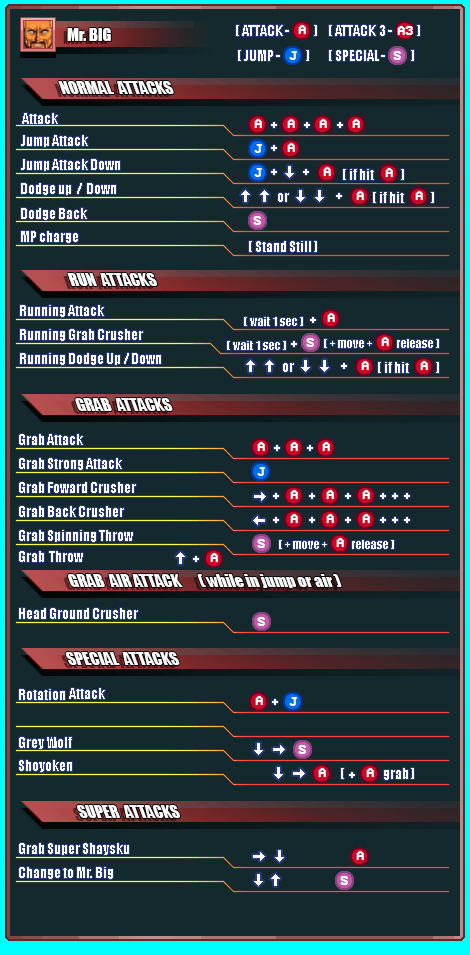 Mr. BIG
[ ATTACK - A ] [ ATTACK 3 - A3 ]
[ JUMP - J ] [ SPECIAL - S ]
NORMAL ATTACKS
Attack A + A + A + A
Jump Attack J + A
Jump Attack Down J + ↓ + A [ if hit A ]
Dodge up / Down ↑ ↑ or ↓ ↓ + A [ if hit A ]
Dodge Back S
MP charge [ Stand Still ]
RUN ATTACKS
Running Attack [ wait 1 sec ] + A
Running Grab Crusher [ wait 1 sec ] + S [ + move + A release ]
Running Dodge Up / Down ↑ ↑ or ↓ ↓ + A [ if hit A ]
GRAB ATTACKS
Grab Attack A + A + A
Grab Strong Attack J
Grab Foward Crusher → + A + A + A + + +
Grab Back Crusher ← + A + A + A + + +
Grab Spinning Throw S [ + move + A release ]
Grab Throw ↑ + A
GRAB AIR ATTACK [ while in jump or air ]
Head Ground Crusher S
SPECIAL ATTACKS
Rotation Attack A + J
Grey Wolf ↓ → S
Shoyoken ↓ → A [ + A grab ]
SUPER ATTACKS
Grab Super Shaysku → ↓ A
Change to Mr. Big ↓ ↑ S